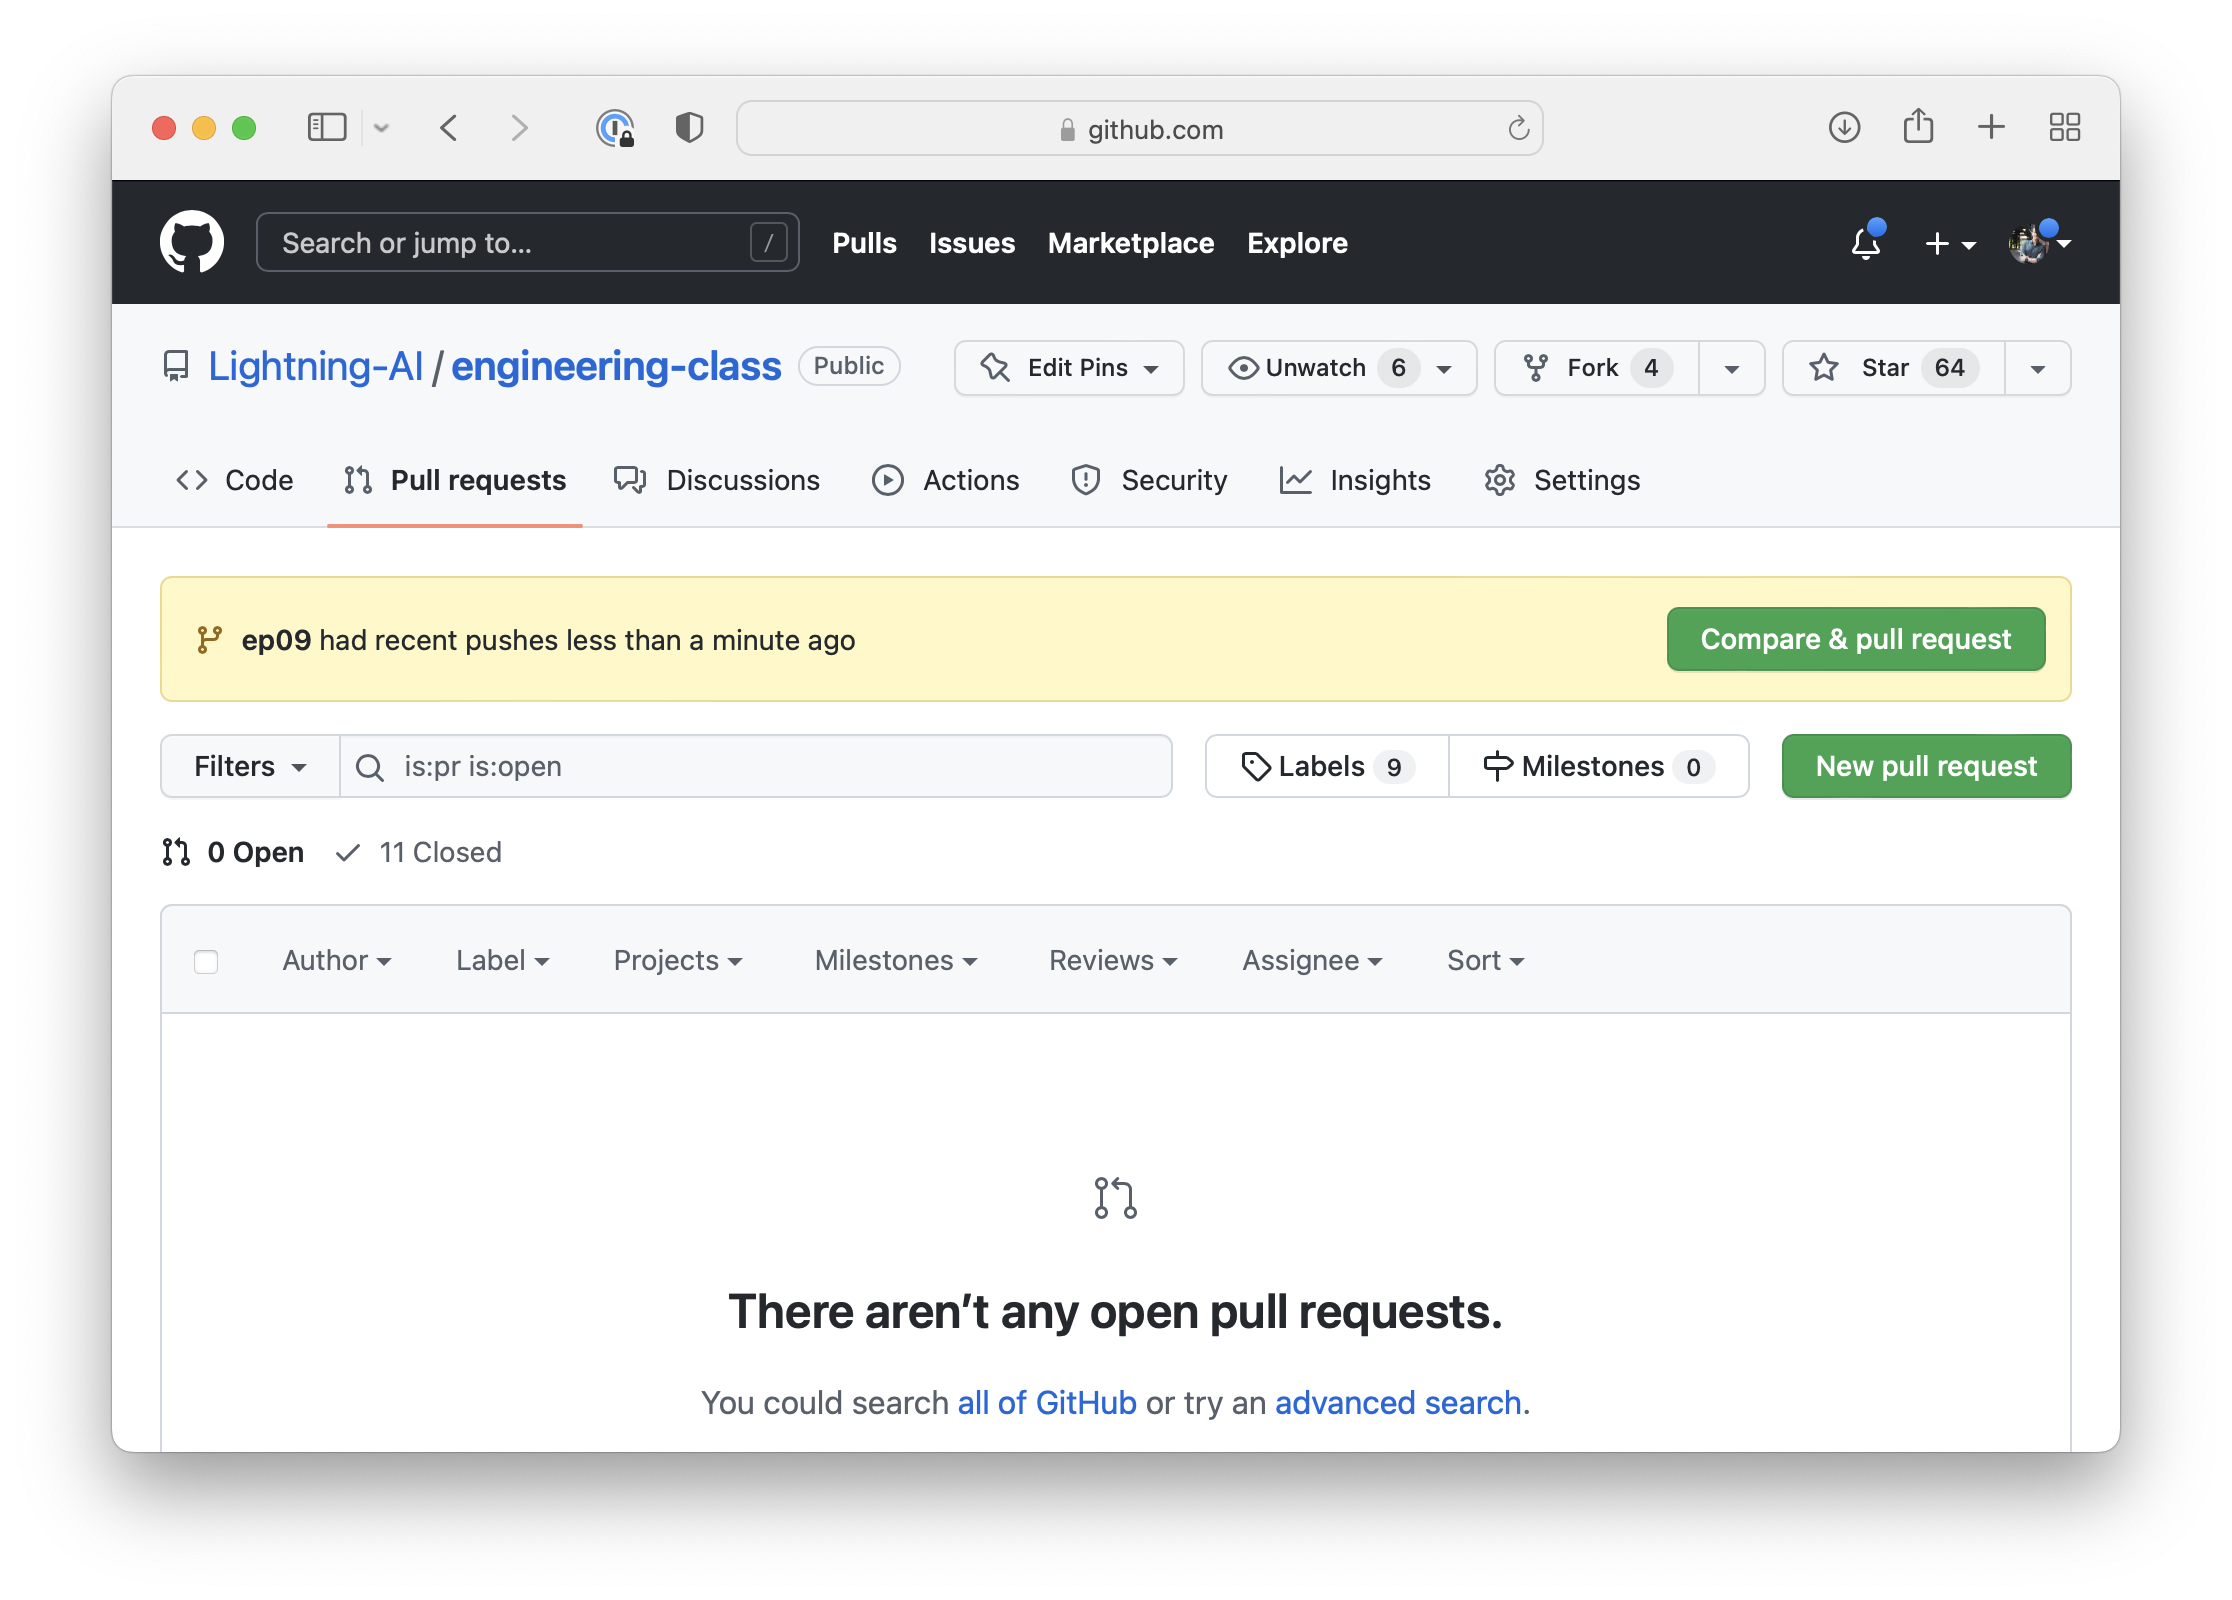 github.com
Search or jump to... /
Pulls Issues Marketplace Explore
Lightning-AI / engineering-class Public
Edit Pins Unwatch 6 Fork 4 Star 64
Code Pull requests Discussions Actions Security Insights Settings
ep09 had recent pushes less than a minute ago
Compare & pull request
Filters is:pr is:open Labels 9 Milestones 0 New pull request
0 Open 11 Closed
Author Label Projects Milestones Reviews Assignee Sort
There aren’t any open pull requests.
You could search all of GitHub or try an advanced search.